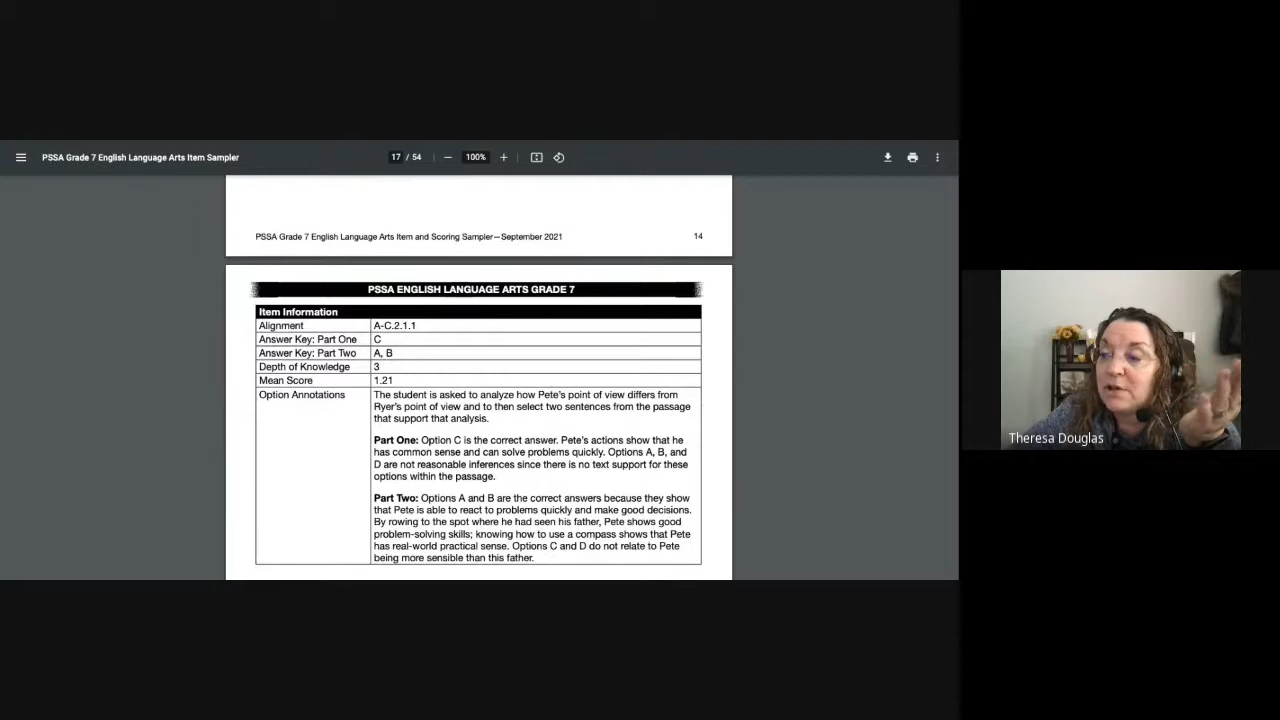 PSSA Grade 7 English Language Arts Item Sampler
17 / 54
100%
PSSA Grade 7 English Language Arts Item and Scoring Sampler—September 2021 14
PSSA ENGLISH LANGUAGE ARTS GRADE 7
Item Information
Alignment A-C.2.1.1
Answer Key: Part One C
Answer Key: Part Two A, B
Depth of Knowledge 3
Mean Score 1.21
Option Annotations The student is asked to analyze how Pete's point of view differs from
Ryer's point of view and to then select two sentences from the passage
that support that analysis.
Part One: Option C is the correct answer. Pete's actions show that he
has common sense and can solve problems quickly. Options A, B, and
D are not reasonable inferences since there is no text support for these
options within the passage.
Part Two: Options A and B are the correct answers because they show
that Pete is able to react to problems quickly and make good decisions.
By rowing to the spot where he had seen his father, Pete shows good
problem-solving skills; knowing how to use a compass shows that Pete
has real-world practical sense. Options C and D do not relate to Pete
being more sensible than this father.
Theresa Douglas